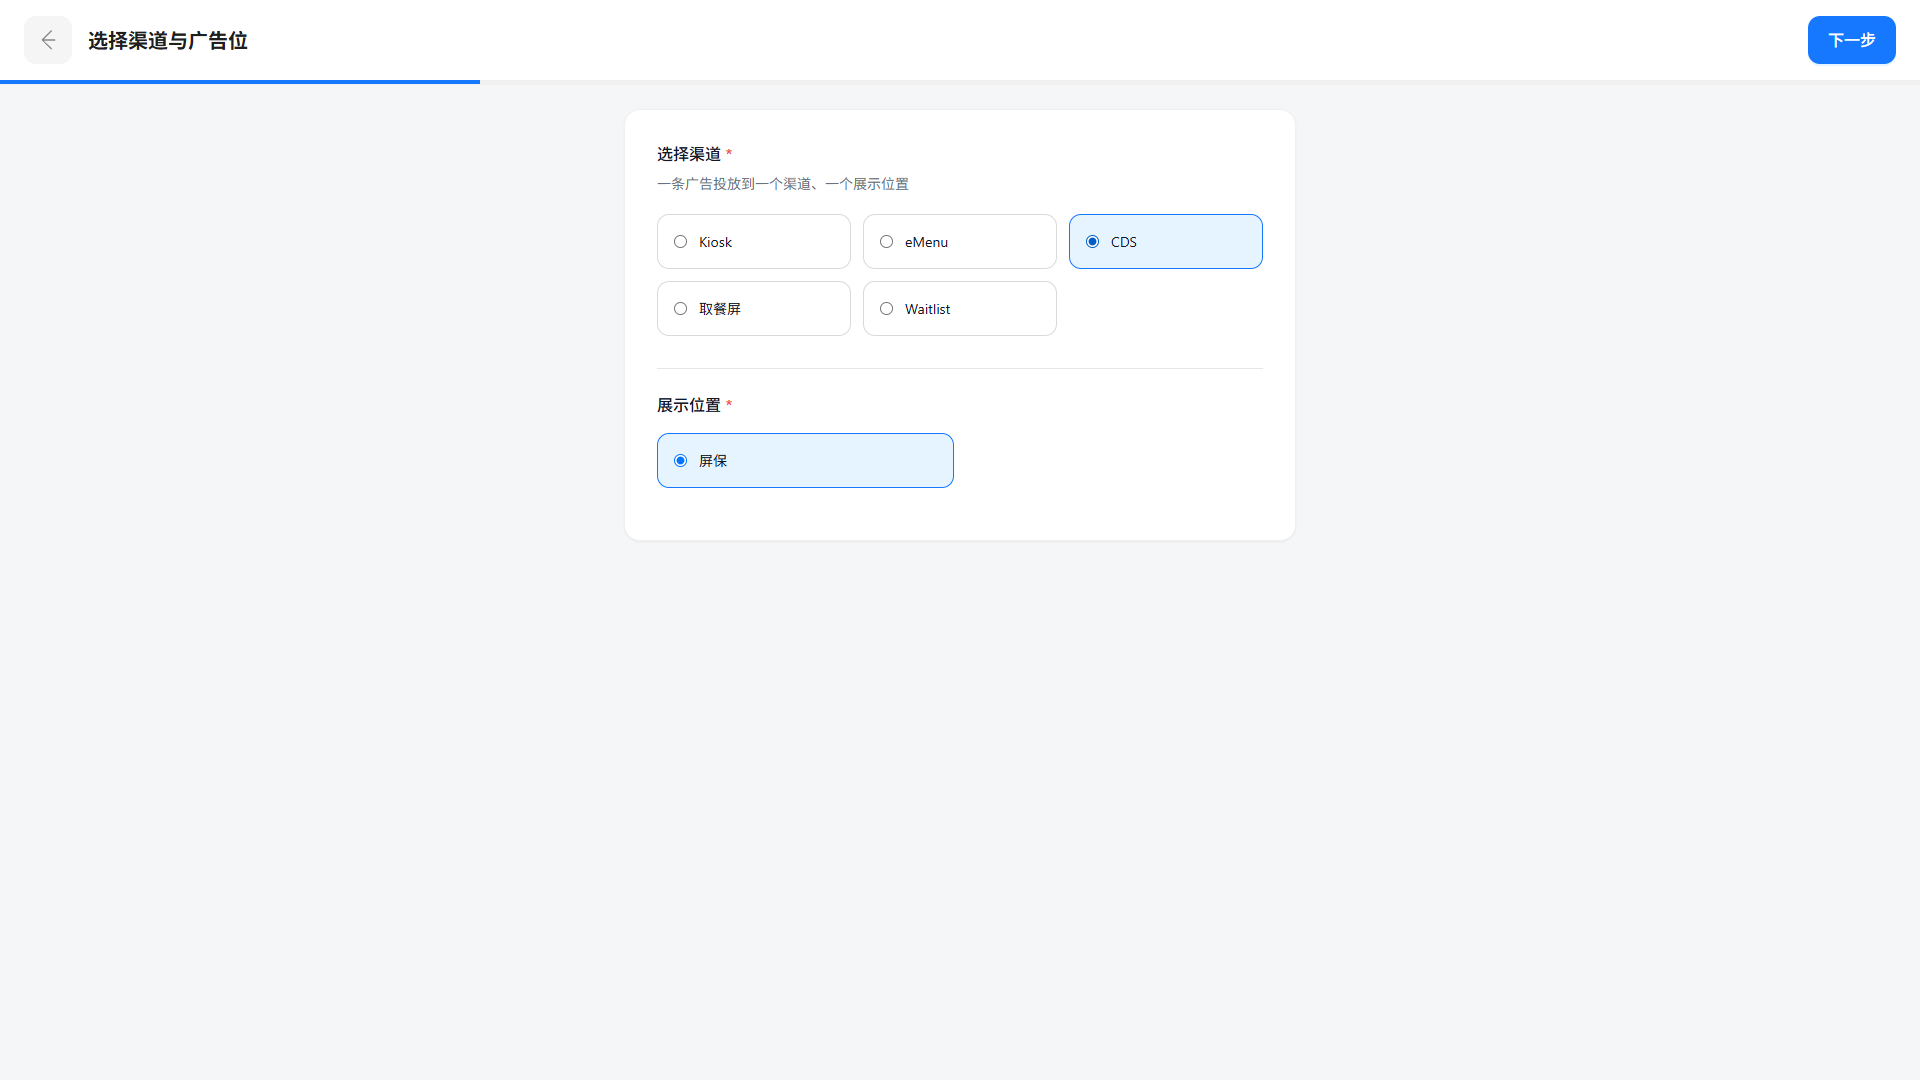 选择渠道与广告位
下一步
选择渠道 *
一条广告投放到一个渠道、一个展示位置
Kiosk
eMenu
CDS
取餐屏
Waitlist
展示位置 *
屏保